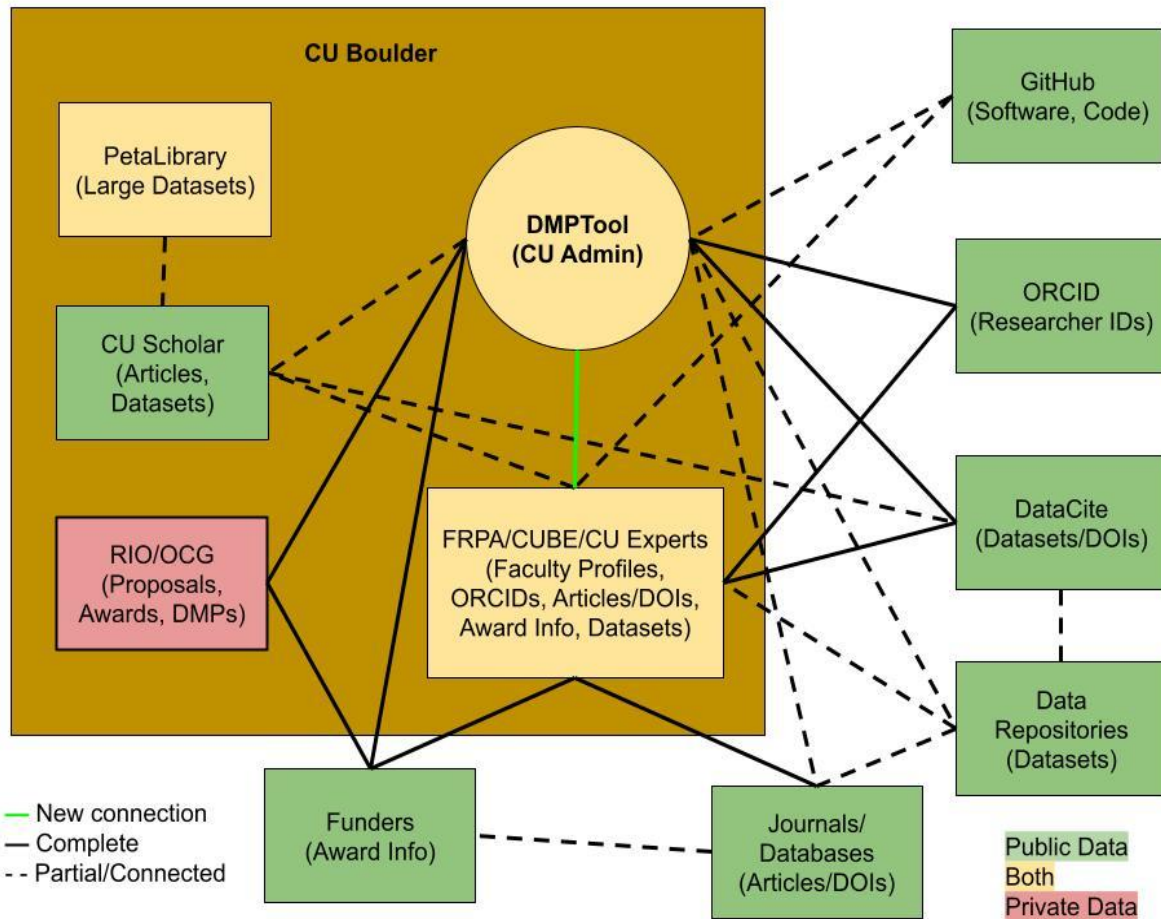 CU Boulder
PetaLibrary
(Large Datasets)
DMPTool
(CU Admin)
CU Scholar
(Articles,
Datasets)
RIO/OCG
(Proposals,
Awards, DMPs)
FRPA/CUBE/CU Experts
(Faculty Profiles,
ORCIDs, Articles/DOIs,
Award Info, Datasets)
GitHub
(Software, Code)
ORCID
(Researcher IDs)
DataCite
(Datasets/DOIs)
Data
Repositories
(Datasets)
Funders
(Award Info)
Journals/
Databases
(Articles/DOIs)
New connection
Complete
Partial/Connected
Public Data
Both
Private Data